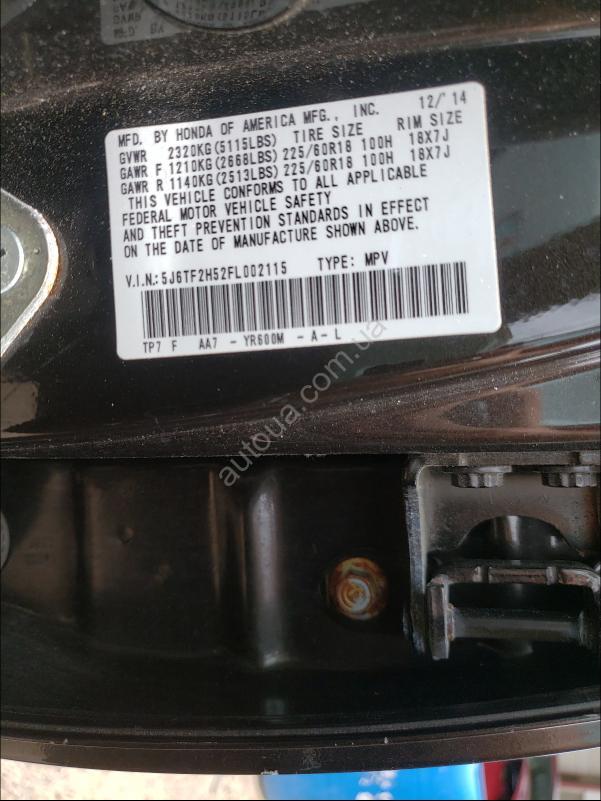 MFD. BY HONDA OF AMERICA MFG., INC. 12/'14
GVWR 2320KG(5115LBS) TIRE SIZE RIM SIZE
GAWR F 1210KG(2668LBS) 225/60R18 100H 18X7J
GAWR R 1140KG(2513LBS) 225/60R18 100H 18X7J
THIS VEHICLE CONFORMS TO ALL APPLICABLE
FEDERAL MOTOR VEHICLE SAFETY
AND THEFT PREVENTION STANDARDS IN EFFECT
ON THE DATE OF MANUFACTURE SHOWN ABOVE.
V.I.N.:5J6TF2H52FL002115 TYPE: MPV
TP7 F AA7 - YR600M - A - L
autoua.com.ua